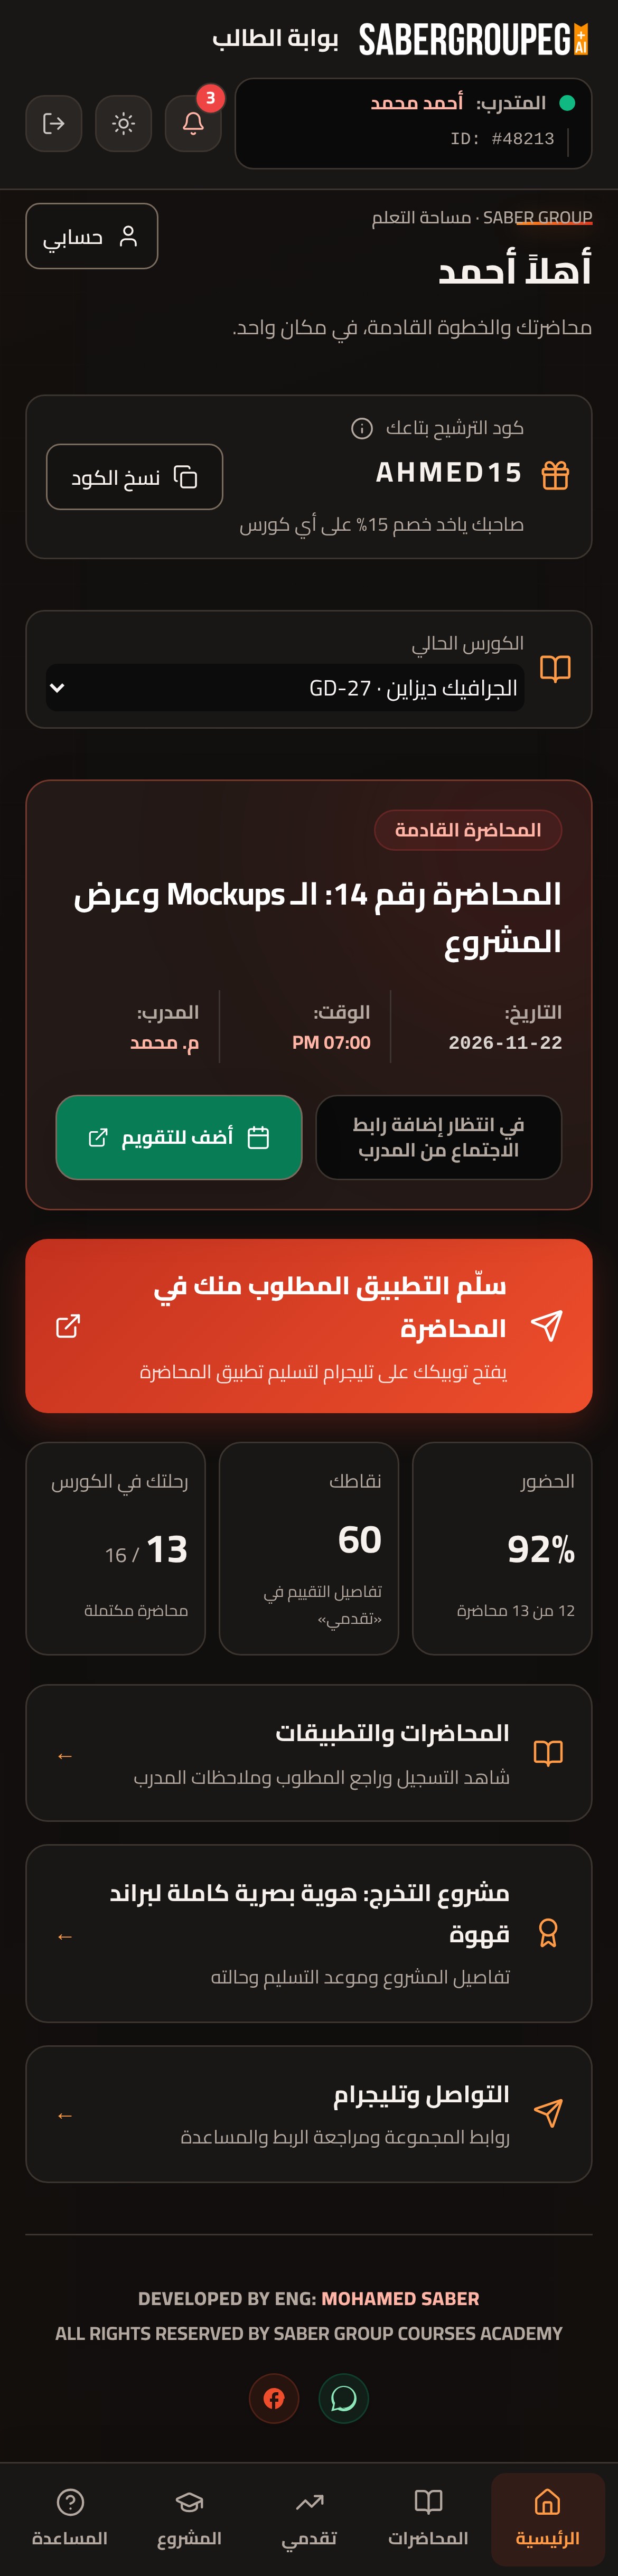 SABERGROUPEG + AI بوابة الطالب
المتدرب: أحمد محمد
ID: #48213
3
SABER GROUP · مساحة التعلم
حسابي
أهلاً أحمد
محاضرتك والخطوة القادمة، في مكان واحد.
كود الترشيح بتاعك
AHMED15
نسخ الكود
صاحبك ياخد خصم 15% على أي كورس
الكورس الحالي
الجرافيك ديزاين · GD-27
المحاضرة القادمة
المحاضرة رقم 14: الـ Mockups وعرض
المشروع
التاريخ:
2026-11-22
الوقت:
07:00 PM
المدرب:
م. محمد
في انتظار إضافة رابط
الاجتماع من المدرب
أضف للتقويم
سلّم التطبيق المطلوب منك في
المحاضرة
يفتح توبيكك على تليجرام لتسليم تطبيق المحاضرة
الحضور
92%
12 من 13 محاضرة
نقاطك
60
تفاصيل التقييم في
«تقدمي»
رحلتك في الكورس
13 / 16
محاضرة مكتملة
المحاضرات والتطبيقات
شاهد التسجيل وراجع المطلوب وملاحظات المدرب
←
مشروع التخرج: هوية بصرية كاملة لبراند
قهوة
تفاصيل المشروع وموعد التسليم وحالته
←
التواصل وتليجرام
روابط المجموعة ومراجعة الربط والمساعدة
←
DEVELOPED BY ENG: MOHAMED SABER
ALL RIGHTS RESERVED BY SABER GROUP COURSES ACADEMY
الرئيسية
المحاضرات
تقدمي
المشروع
المساعدة